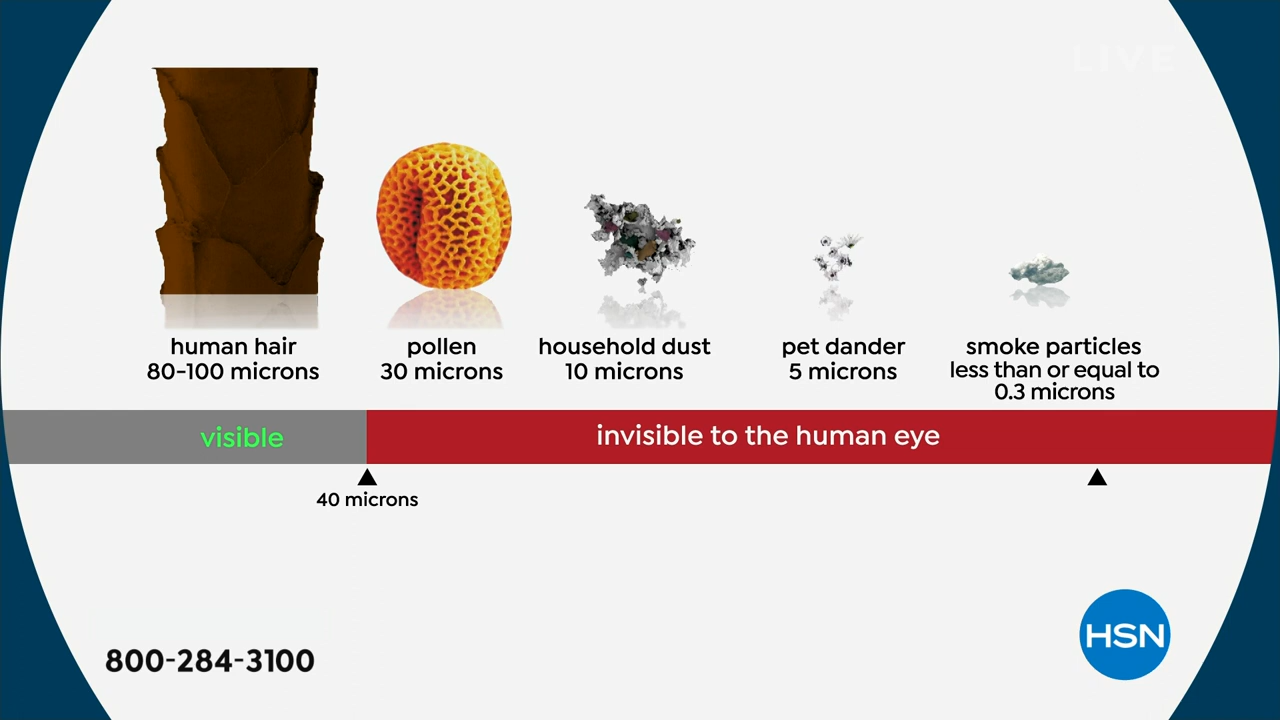 LIVE
human hair
80-100 microns
pollen
30 microns
household dust
10 microns
pet dander
5 microns
smoke particles
less than or equal to
0.3 microns
visible
invisible to the human eye
40 microns
800-284-3100
HSN